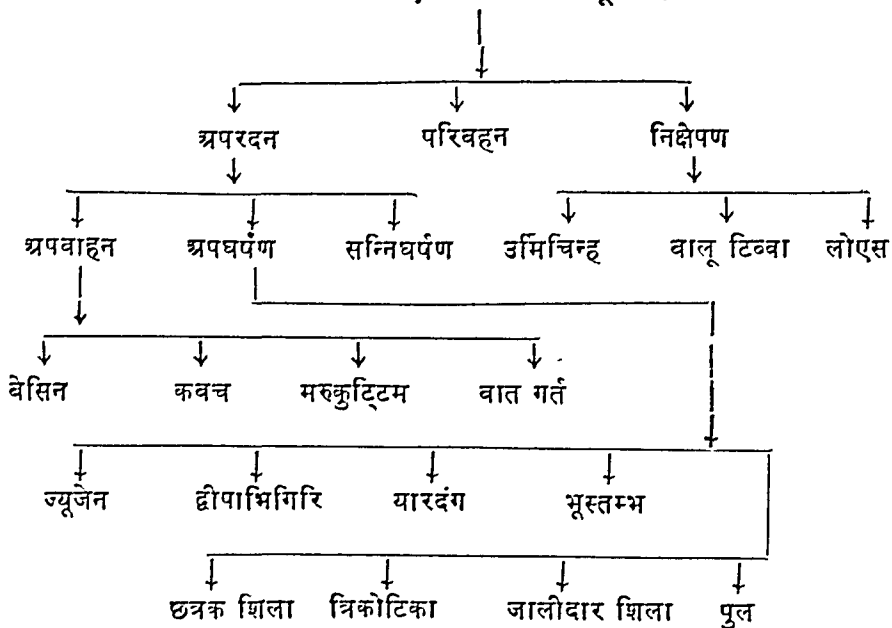 अपरदन परिवहन निक्षेपण
अपवाहन अपघर्षण सन्निघर्षण उर्मिचिन्ह वालू टिव्वा लोएस
वेसिन कवच मरुकुट्टिम वात गर्त
ज्यूजेन द्वीपाभिगिरि यारदंग भूस्तम्भ
छत्रक शिला त्रिकोटिका जालीदार शिला पुल